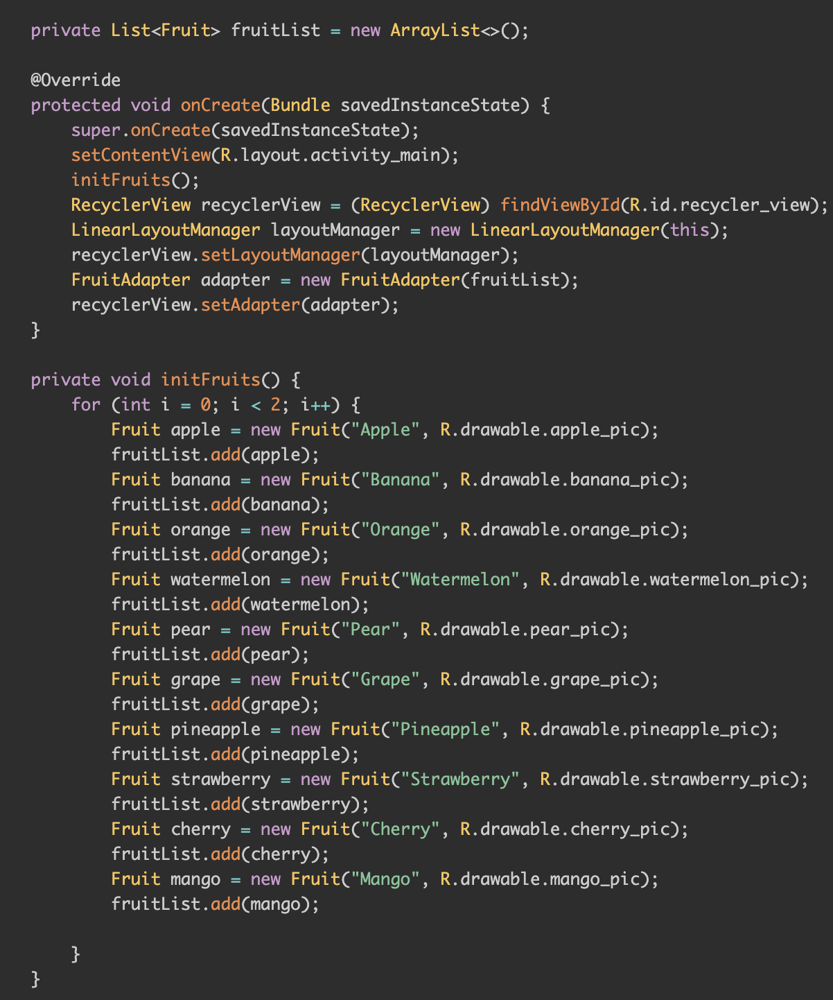 private List<Fruit> fruitList = new ArrayList<>();
@Override
protected void onCreate(Bundle savedInstanceState) {
super.onCreate(savedInstanceState);
setContentView(R.layout.activity_main);
initFruits();
RecyclerView recyclerView = (RecyclerView) findViewById(R.id.recycler_view);
LinearLayoutManager layoutManager = new LinearLayoutManager(this);
recyclerView.setLayoutManager(layoutManager);
FruitAdapter adapter = new FruitAdapter(fruitList);
recyclerView.setAdapter(adapter);
}
private void initFruits() {
for (int i = 0; i < 2; i++) {
Fruit apple = new Fruit("Apple", R.drawable.apple_pic);
fruitList.add(apple);
Fruit banana = new Fruit("Banana", R.drawable.banana_pic);
fruitList.add(banana);
Fruit orange = new Fruit("Orange", R.drawable.orange_pic);
fruitList.add(orange);
Fruit watermelon = new Fruit("Watermelon", R.drawable.watermelon_pic);
fruitList.add(watermelon);
Fruit pear = new Fruit("Pear", R.drawable.pear_pic);
fruitList.add(pear);
Fruit grape = new Fruit("Grape", R.drawable.grape_pic);
fruitList.add(grape);
Fruit pineapple = new Fruit("Pineapple", R.drawable.pineapple_pic);
fruitList.add(pineapple);
Fruit strawberry = new Fruit("Strawberry", R.drawable.strawberry_pic);
fruitList.add(strawberry);
Fruit cherry = new Fruit("Cherry", R.drawable.cherry_pic);
fruitList.add(cherry);
Fruit mango = new Fruit("Mango", R.drawable.mango_pic);
fruitList.add(mango);
}
}